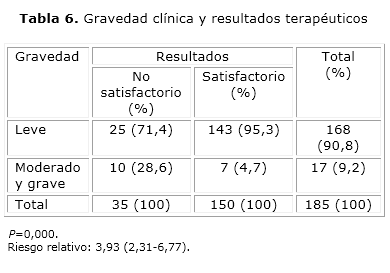 Tabla 6. Gravedad clínica y resultados terapéuticos
Gravedad Resultados Total (%)
No satisfactorio (%) Satisfactorio (%)
Leve 25 (71,4) 143 (95,3) 168 (90,8)
Moderado y grave 10 (28,6) 7 (4,7) 17 (9,2)
Total 35 (100) 150 (100) 185 (100)
P=0,000.
Riesgo relativo: 3,93 (2,31-6,77).